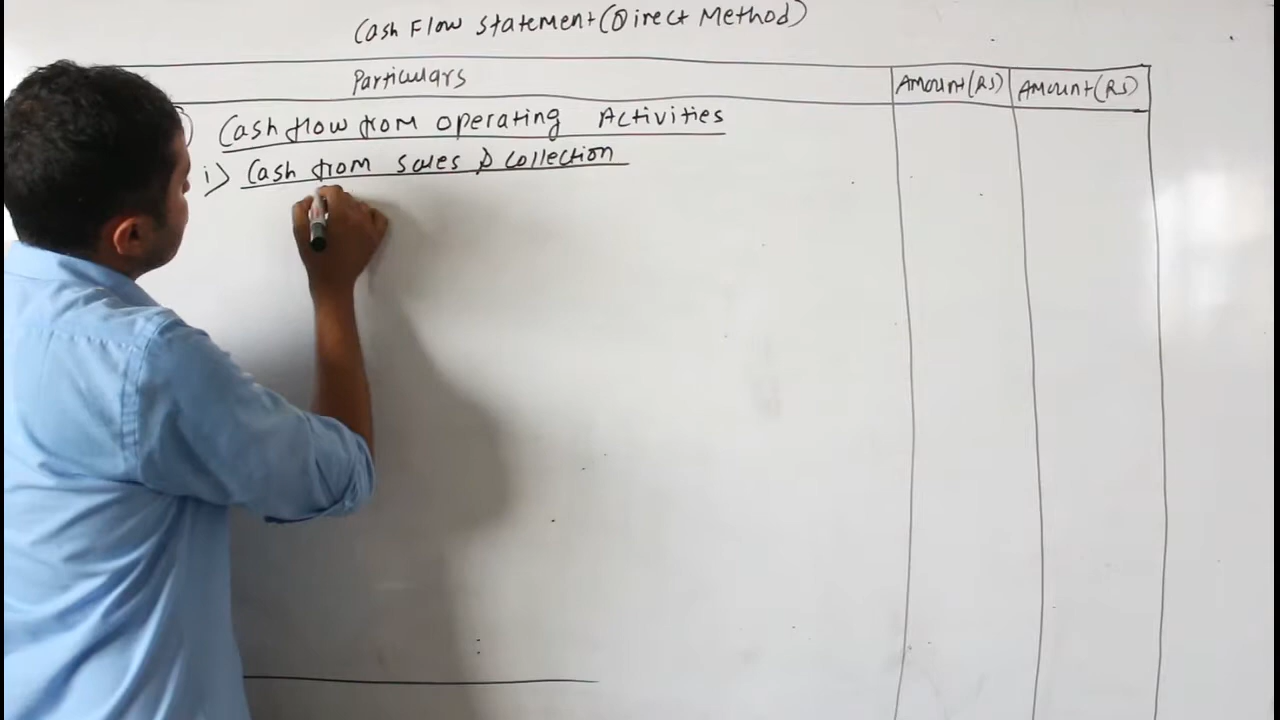 Cash Flow Statement (Direct Method)
Particulars Amount (Rs) Amount (Rs)
Cash flow from operating Activities
i) Cash from sales & collection